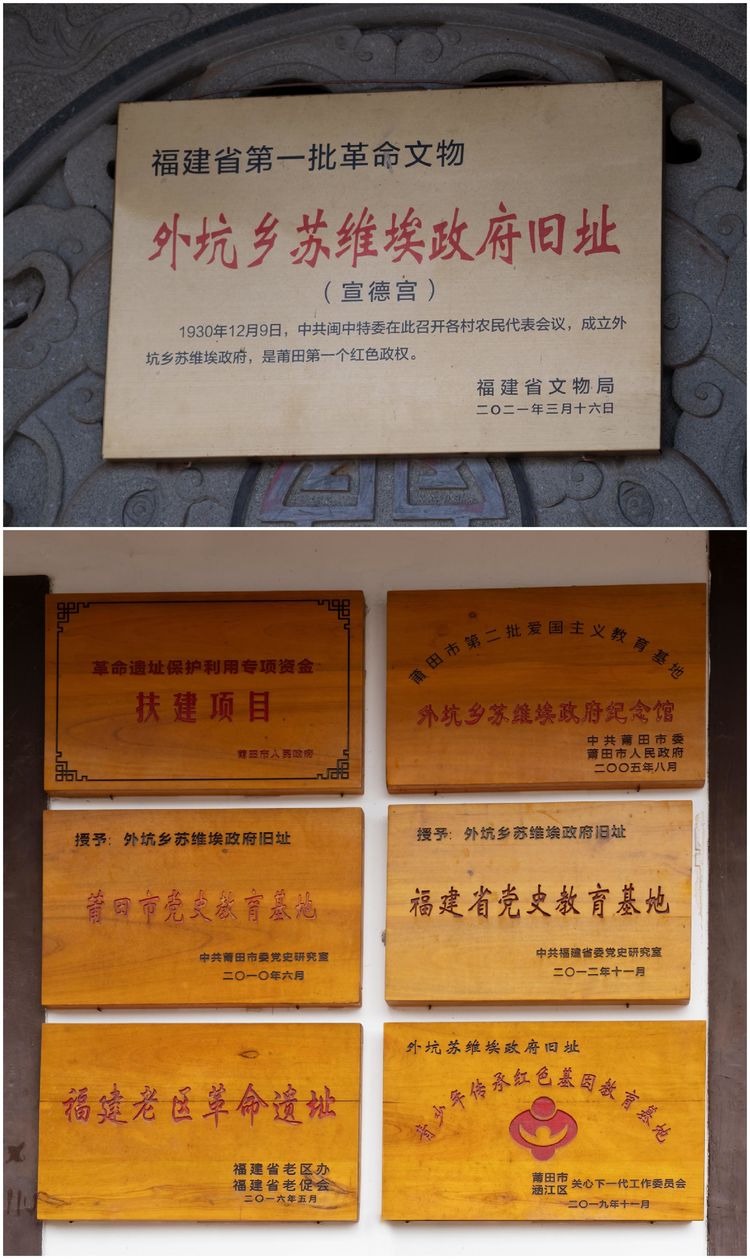 福建省第一批革命文物
外坑乡苏维埃政府旧址
（宣德宫）
1930年12月9日，中共闽中特委在此召开各村农民代表会议，成立外
坑乡苏维埃政府，是莆田第一个红色政权。
福建省文物局
二〇二一年三月十六日
革命遗址保护利用专项资金
扶建项目
莆田市人民政府
莆田市第二批爱国主义教育基地
外坑乡苏维埃政府纪念馆
中共莆田市委
莆田市人民政府
二〇〇五年八月
授予：外坑乡苏维埃政府旧址
莆田市党史教育基地
中共莆田市委党史研究室
二〇一〇年六月
授予：外坑乡苏维埃政府旧址
福建省党史教育基地
中共福建省委党史研究室
二〇一二年十一月
福建老区革命遗址
福建省老区办
福建省老促会
二〇一六年五月
外坑苏维埃政府旧址
青少年传承红色基因教育基地
莆田市
涵江区 关心下一代工作委员会
二〇一九年十一月